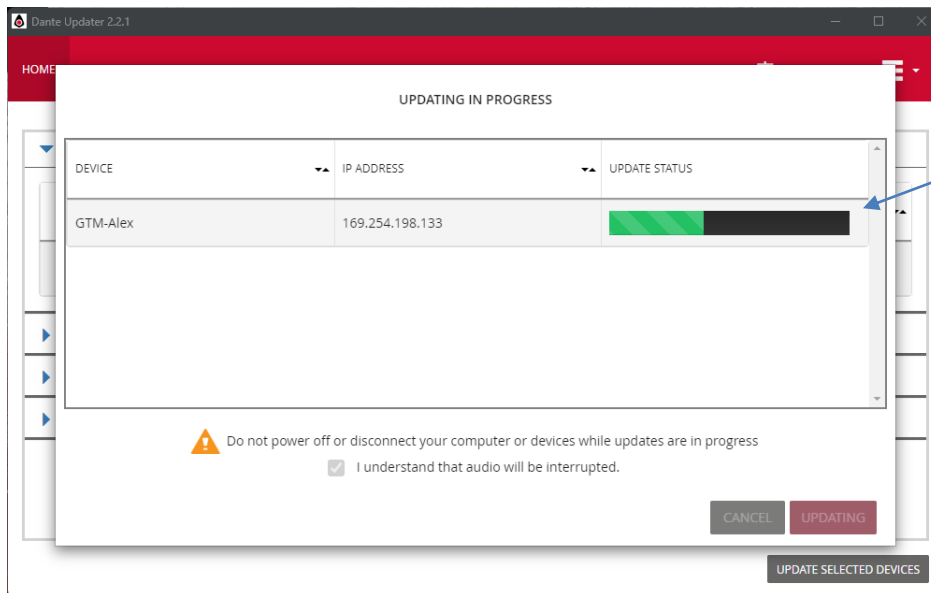 Dante Updater 2.2.1
HOME
UPDATING IN PROGRESS
DEVICE
IP ADDRESS
UPDATE STATUS
GTM-Alex
169.254.198.133
Do not power off or disconnect your computer or devices while updates are in progress
I understand that audio will be interrupted.
CANCEL
UPDATING
UPDATE SELECTED DEVICES